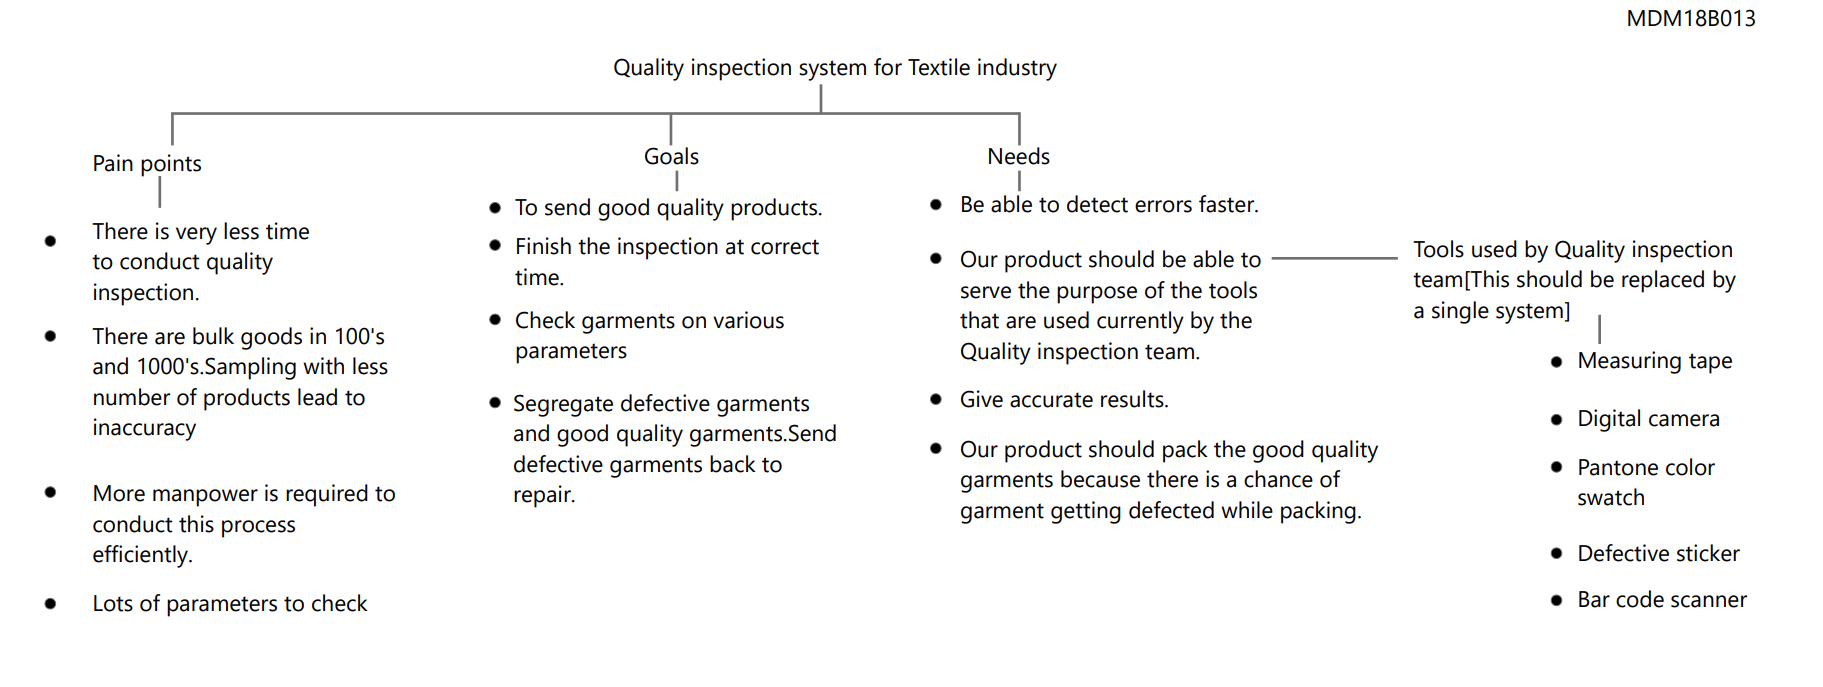 MDM18B013
Quality inspection system for Textile industry
Pain points
There is very less time
to conduct quality
inspection.
There are bulk goods in 100's
and 1000's.Sampling with less
number of products lead to
inaccuracy
More manpower is required to
conduct this process
efficiently.
Lots of parameters to check
Goals
To send good quality products.
Finish the inspection at correct
time.
Check garments on various
parameters
Segregate defective garments
and good quality garments.Send
defective garments back to
repair.
Needs
Be able to detect errors faster.
Our product should be able to
serve the purpose of the tools
that are used currently by the
Quality inspection team.
Give accurate results.
Our product should pack the good quality
garments because there is a chance of
garment getting defected while packing.
Tools used by Quality inspection
team[This should be replaced by
a single system]
Measuring tape
Digital camera
Pantone color
swatch
Defective sticker
Bar code scanner